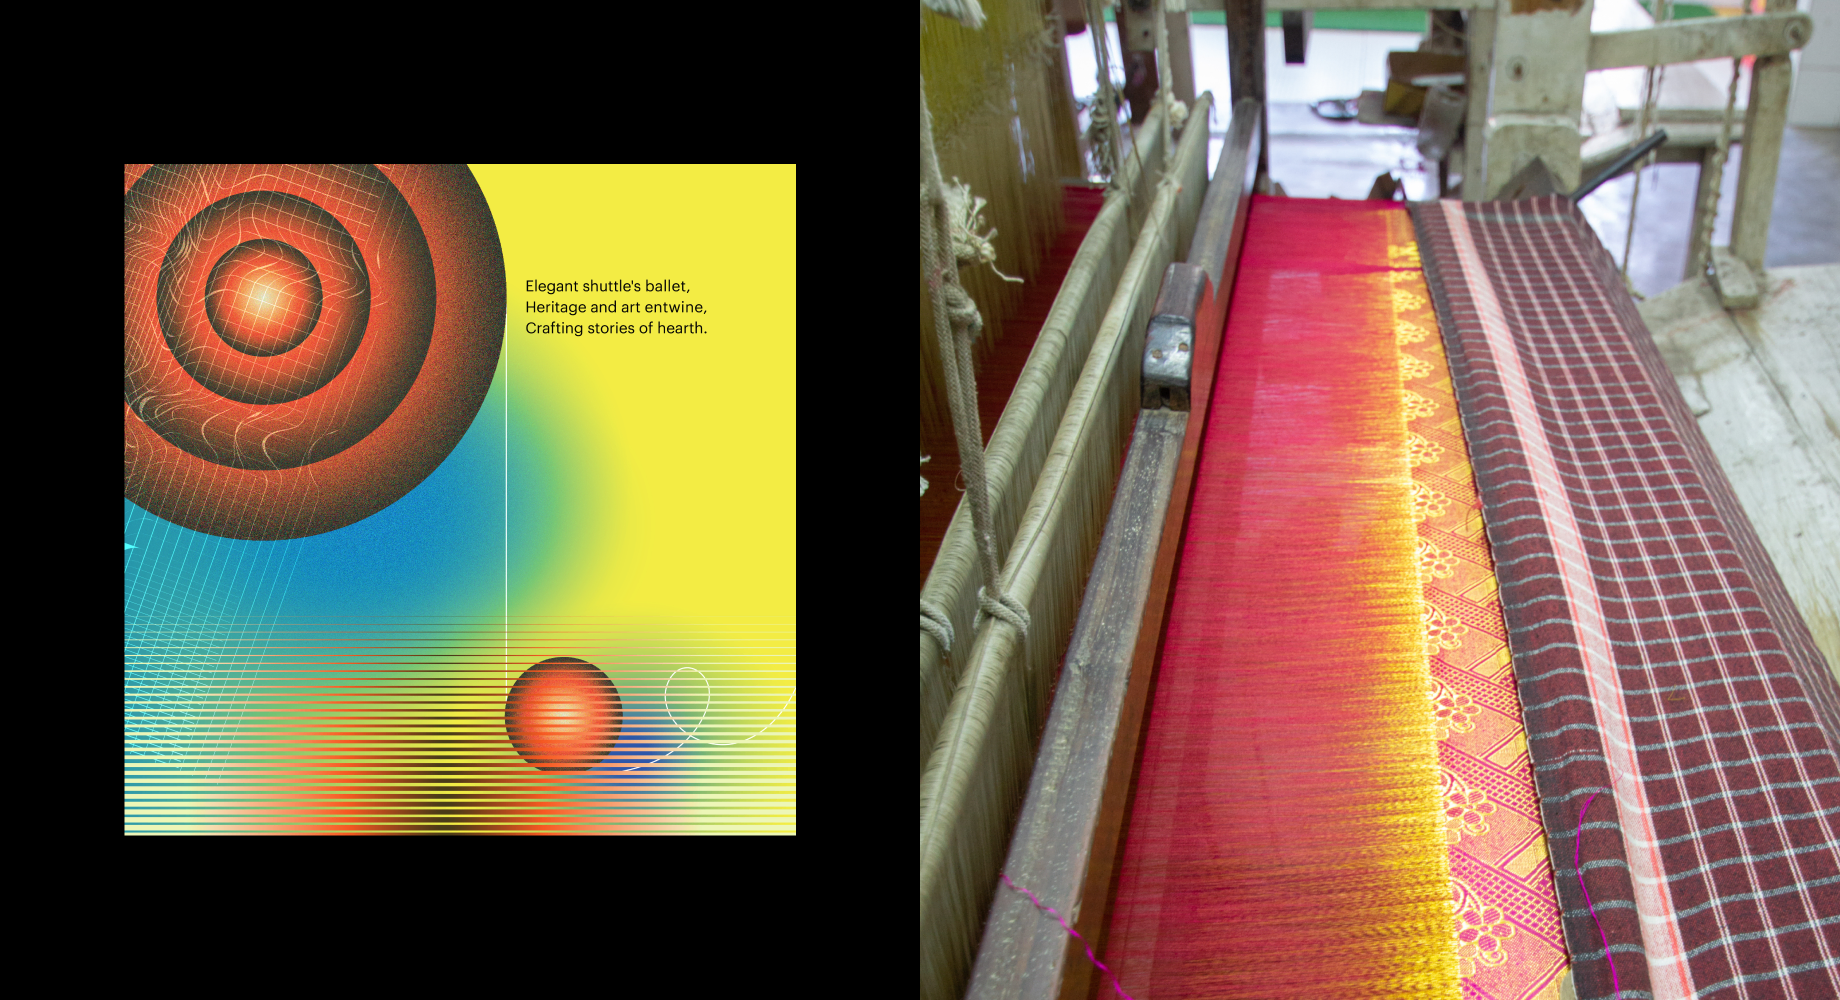 Elegant shuttle's ballet,
Heritage and art entwine,
Crafting stories of hearth.